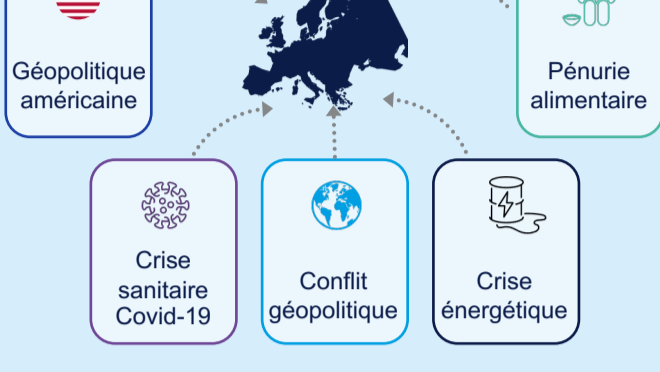 Géopolitique
américaine
Pénurie
alimentaire
Crise
sanitaire
Covid-19
Conflit
géopolitique
Crise
énergétique